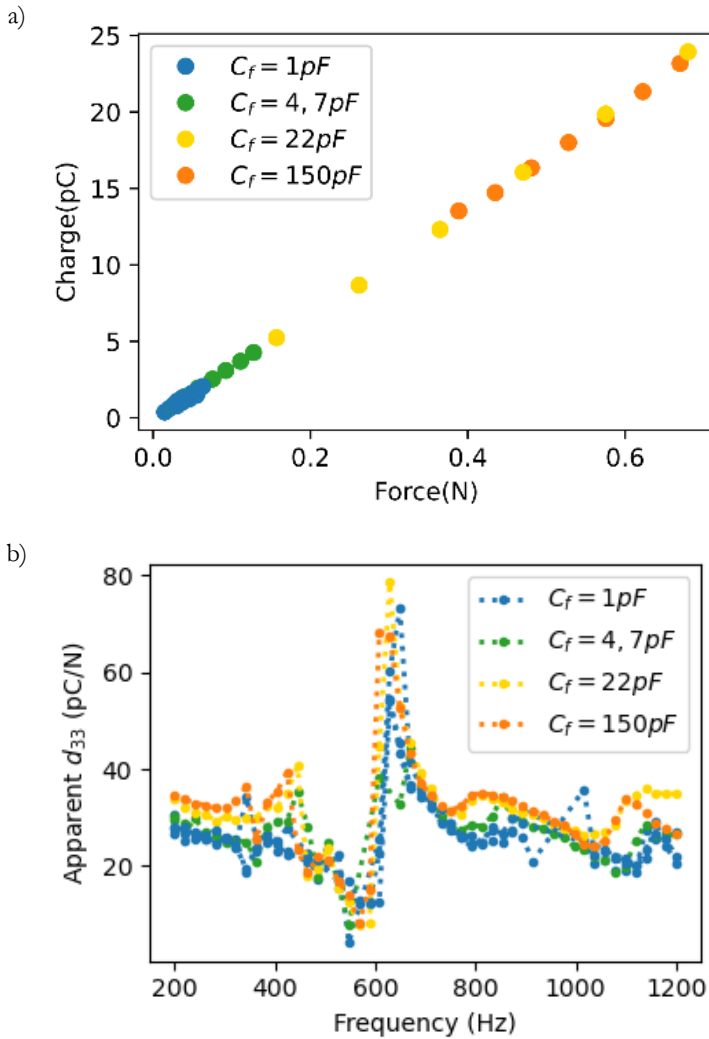 a)
25
20
15
10
5
0
Charge(pC)
C_f = 1pF
C_f = 4, 7pF
C_f = 22pF
C_f = 150pF
0.0 0.2 0.4 0.6
Force(N)
b)
80
60
40
20
Apparent d_33 (pC/N)
C_f = 1pF
C_f = 4, 7pF
C_f = 22pF
C_f = 150pF
200 400 600 800 1000 1200
Frequency (Hz)